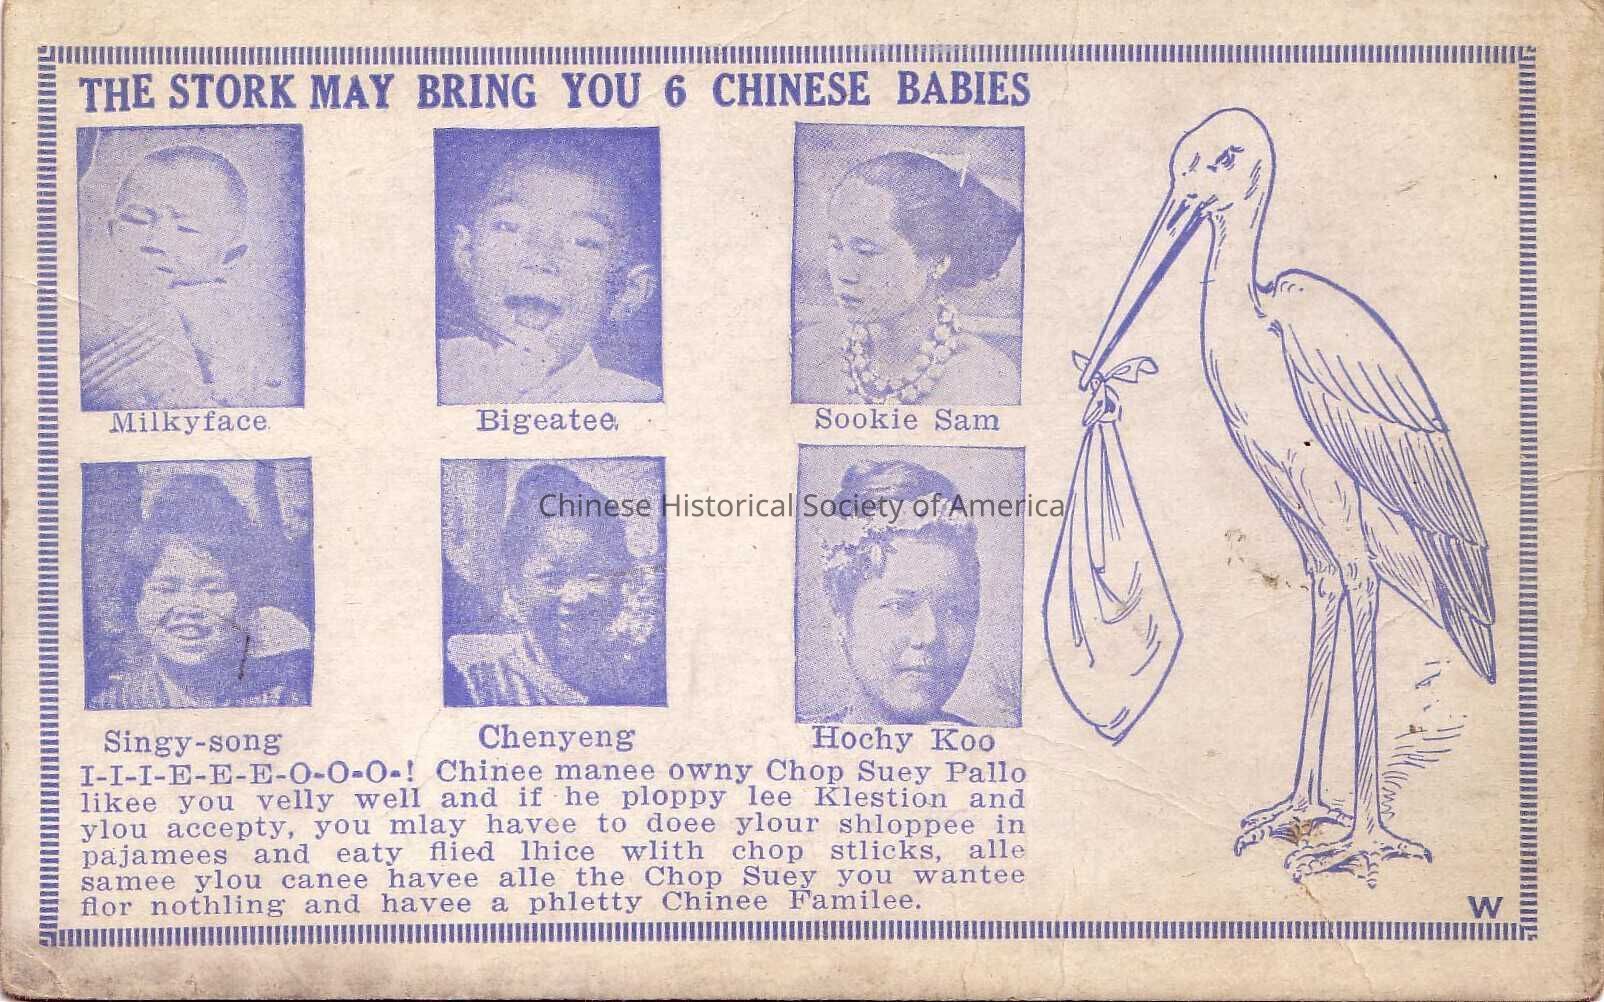 THE STORK MAY BRING YOU 6 CHINESE BABIES
Milkyface
Bigeatee
Sookie Sam
Chinese Historical Society of America
Singy-song
Chenyeng
Hochy Koo
I-I-I-E-E-E-O-O-O-! Chinee manee owny Chop Suey Pallo
likee you velly well and if he ploppy lee Klestion and
ylou accepty, you mlay havee to doee ylour shloppee in
pajamees and eaty flied lhice wlith chop stlicks, alle
samee ylou canee havee alle the Chop Suey you wantee
flor nothling and havee a phletty Chinee Familee.
W